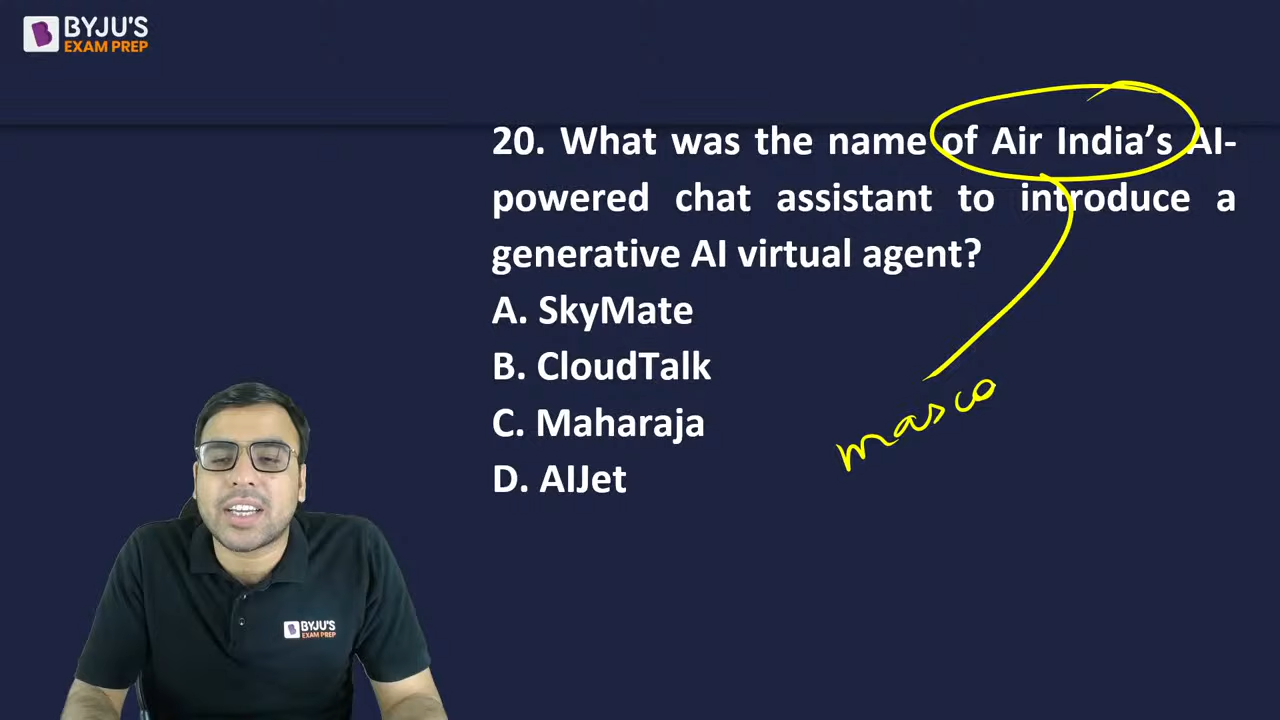 BYJU'S
EXAM PREP
20. What was the name of Air India’s AI-
powered chat assistant to introduce a
generative AI virtual agent?
A. SkyMate
B. CloudTalk
C. Maharaja
D. AIJet
masco
BYJU'S
EXAM PREP